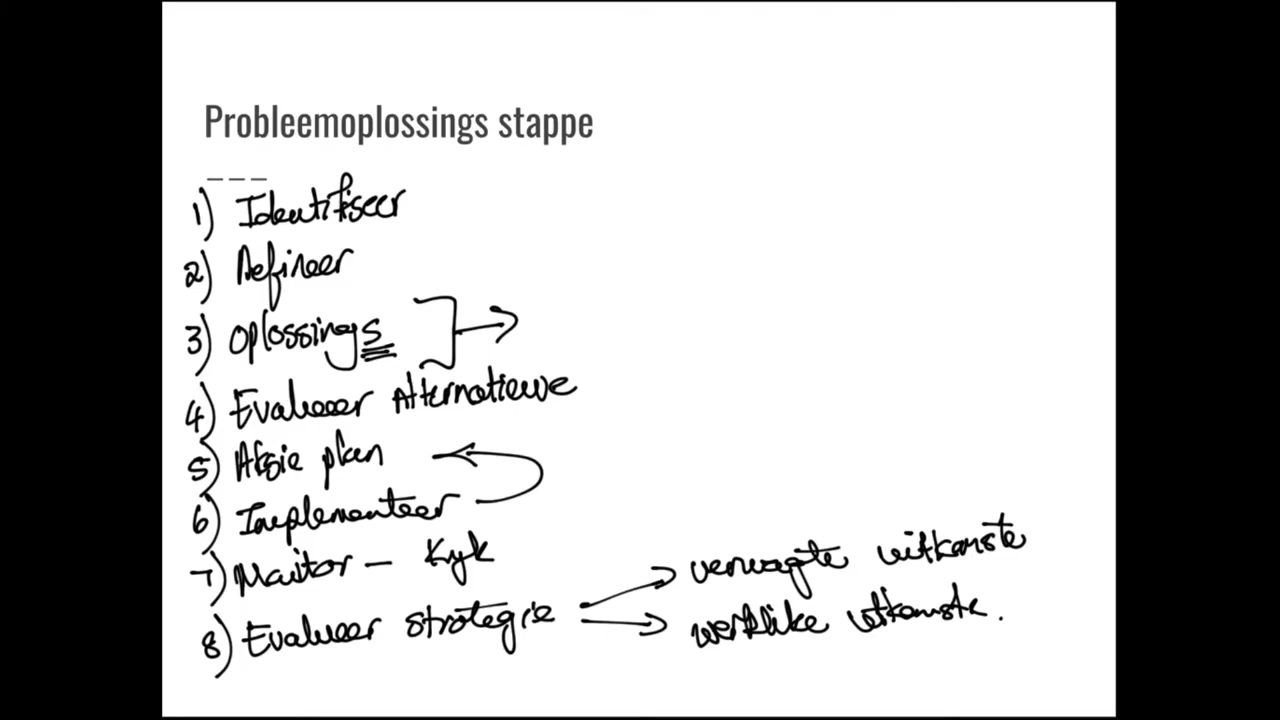 Probleemoplossings stappe
1) Identifiseer
2) Definieer
3) Oplossings
4) Evalueer Alternatiewe
5) Aksie plan
6) Implementeer
7) Monitor - Kyk
8) Evalueer strategie
verwagte uitkomste
werklike uitkomste.